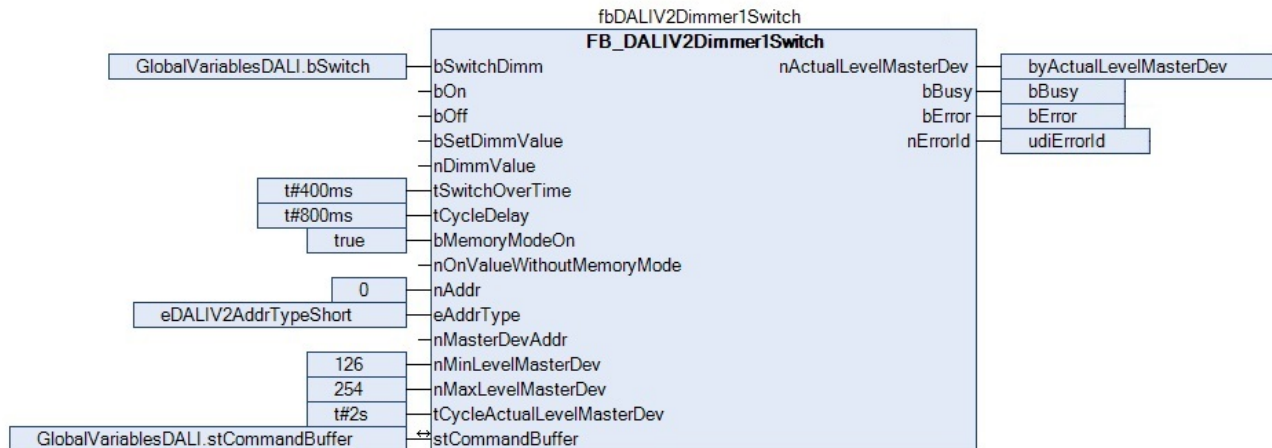 fbDALIV2Dimmer1Switch
FB_DALIV2Dimmer1Switch
GlobalVariablesDALI.bSwitch bSwitchDimm nActualLevelMasterDev byActualLevelMasterDev
bOn bBusy bBusy
bOff bError bError
bSetDimmValue nErrorId udiErrorId
nDimmValue
t#400ms tSwitchOverTime
t#800ms tCycleDelay
true bMemoryModeOn
nOnValueWithoutMemoryMode
0 nAddr
eDALIV2AddrTypeShort eAddrType
nMasterDevAddr
126 nMinLevelMasterDev
254 nMaxLevelMasterDev
t#2s tCycleActualLevelMasterDev
GlobalVariablesDALI.stCommandBuffer ↔ stCommandBuffer